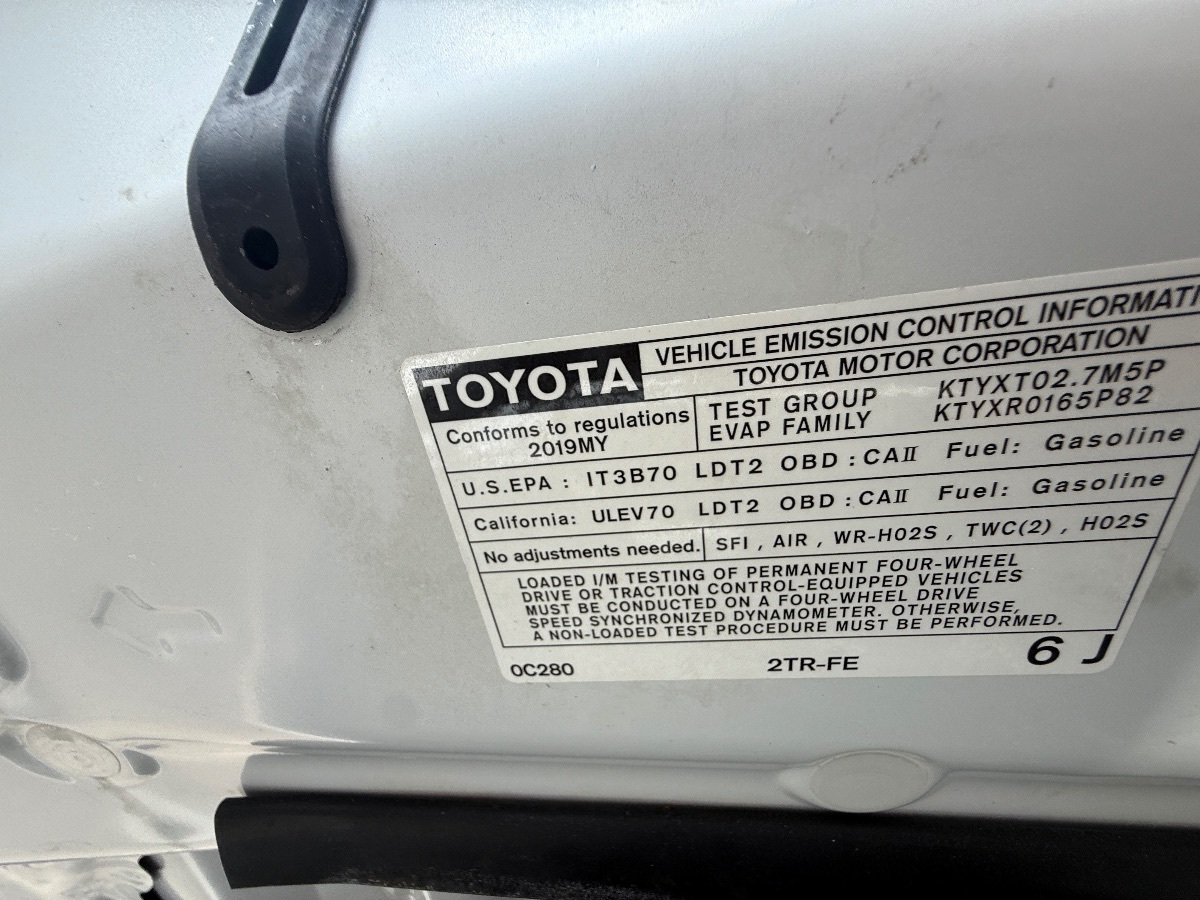 TOYOTA
VEHICLE EMISSION CONTROL
TOYOTA MOTOR CORPORATION
Conforms to regulations
2019MY
TEST GROUP KTYXT02.7M5P
EVAP FAMILY KTYXR0165P82
U.S.EPA : IT3B70 LDT2 OBD : CAII Fuel: Gasoline
California: ULEV70 LDT2 OBD : CAII Fuel: Gasoline
No adjustments needed.
SFI , AIR , WR-HO2S , TWC(2) , HO2S
LOADED I/M TESTING OF PERMANENT FOUR-WHEEL
DRIVE OR TRACTION CONTROL-EQUIPPED VEHICLES
MUST BE CONDUCTED ON A FOUR-WHEEL DRIVE
SPEED SYNCHRONIZED DYNAMOMETER. OTHERWISE,
A NON-LOADED TEST PROCEDURE MUST BE PERFORMED.
0C280 2TR-FE 6 J